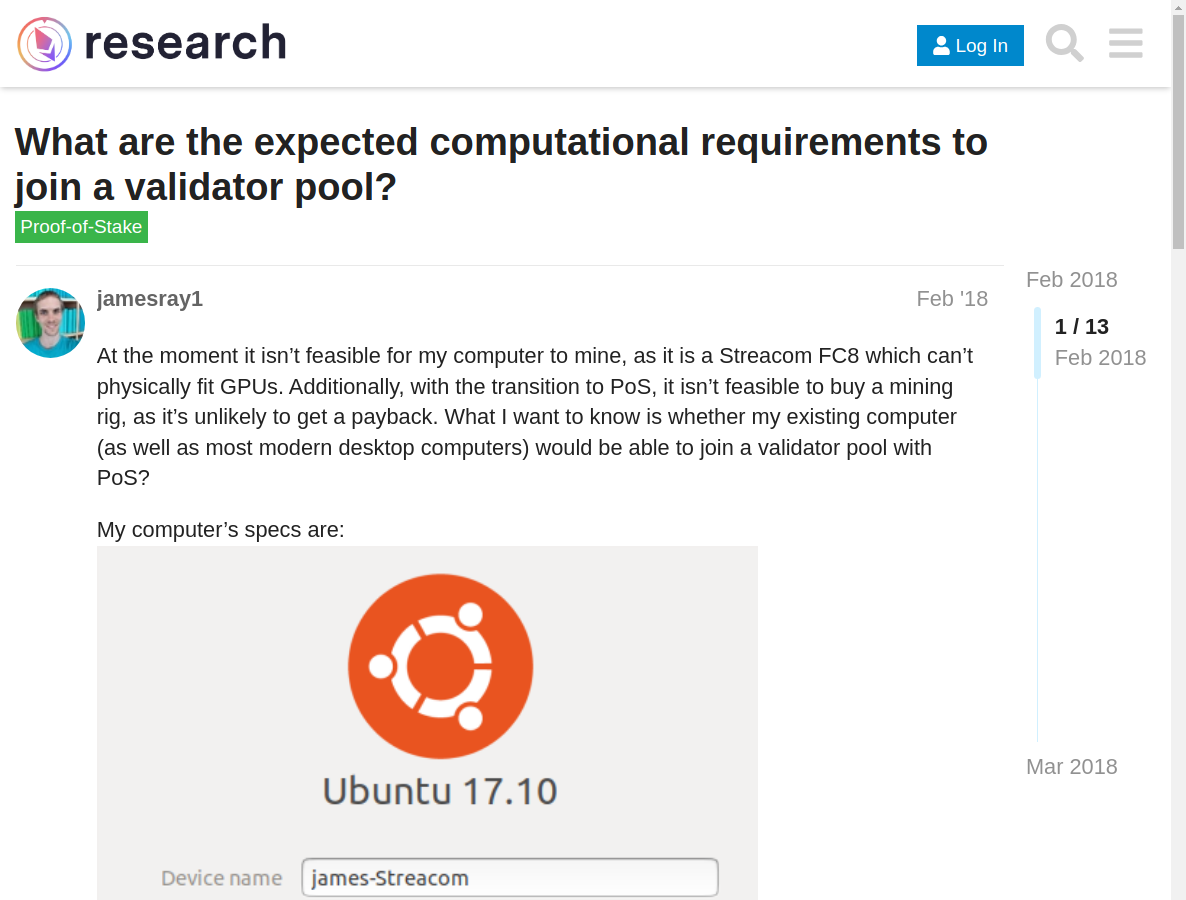 research
Log In
What are the expected computational requirements to
join a validator pool?
Proof-of-Stake
jamesray1
Feb '18
Feb 2018
1 / 13
Feb 2018
At the moment it isn’t feasible for my computer to mine, as it is a Streacom FC8 which can’t
physically fit GPUs. Additionally, with the transition to PoS, it isn’t feasible to buy a mining
rig, as it’s unlikely to get a payback. What I want to know is whether my existing computer
(as well as most modern desktop computers) would be able to join a validator pool with
PoS?
My computer’s specs are:
Ubuntu 17.10
Mar 2018
Device name
james-Streacom